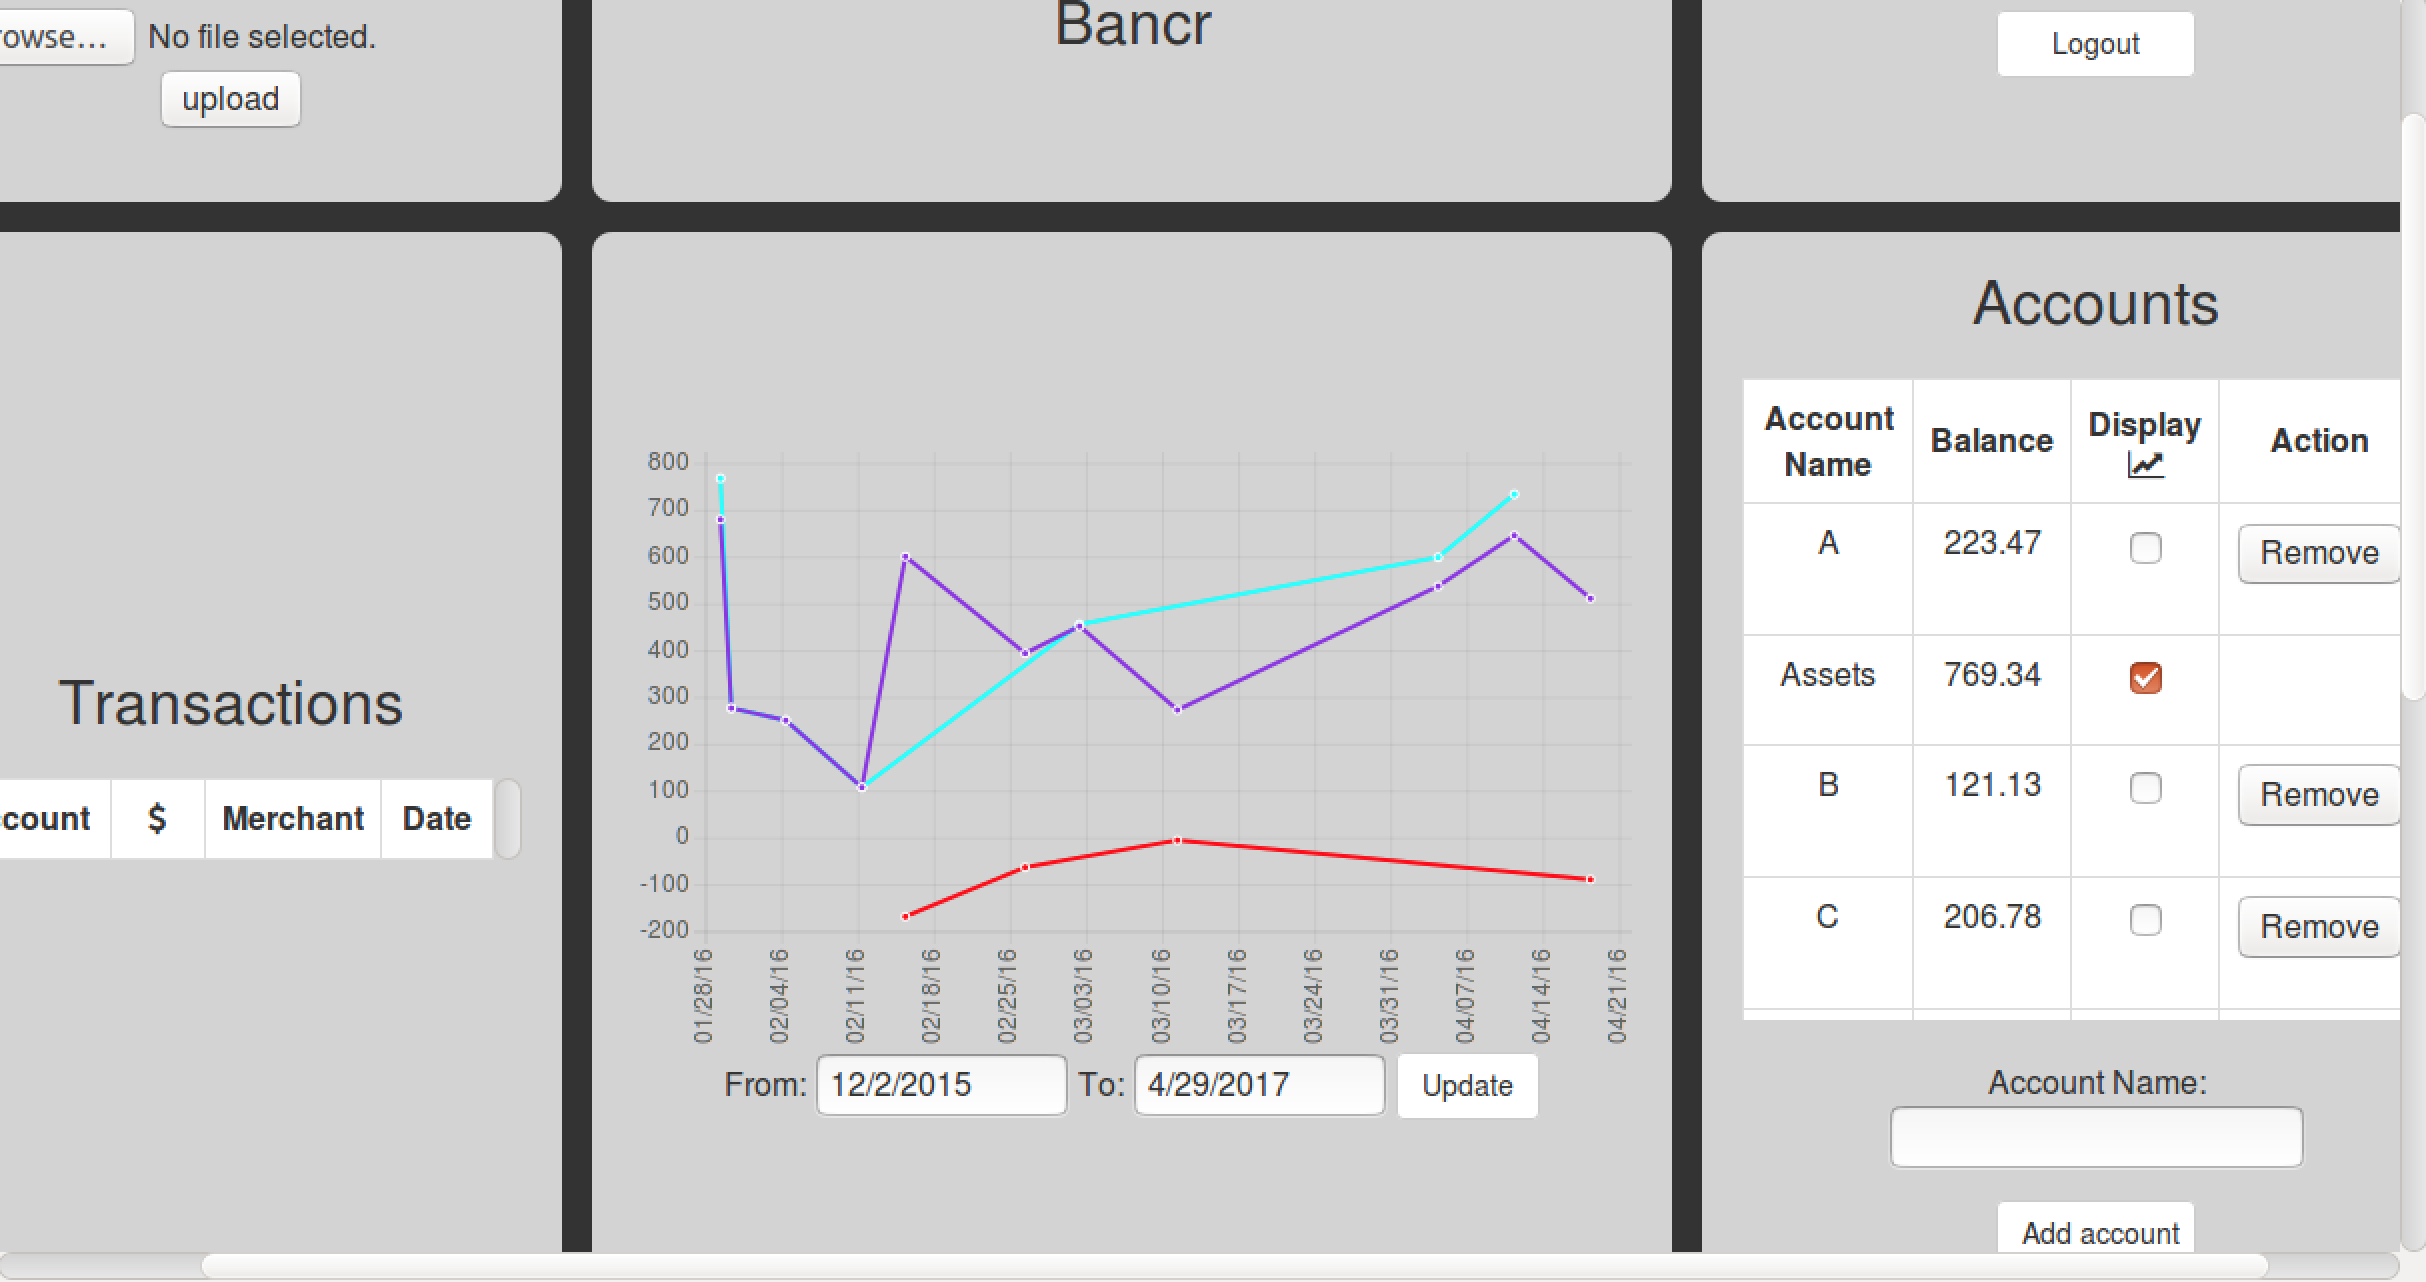 owse...
No file selected.
upload
Bancr
Logout
Transactions
count $ Merchant Date
800
700
600
500
400
300
200
100
0
-100
-200
01/28/16 02/04/16 02/11/16 02/18/16 02/25/16 03/03/16 03/10/16 03/17/16 03/24/16 03/31/16 04/07/16 04/14/16 04/21/16
From: 12/2/2015 To: 4/29/2017 Update
Accounts
Account Name Balance Display Action
A 223.47 Remove
Assets 769.34
B 121.13 Remove
C 206.78 Remove
Account Name:
Add account